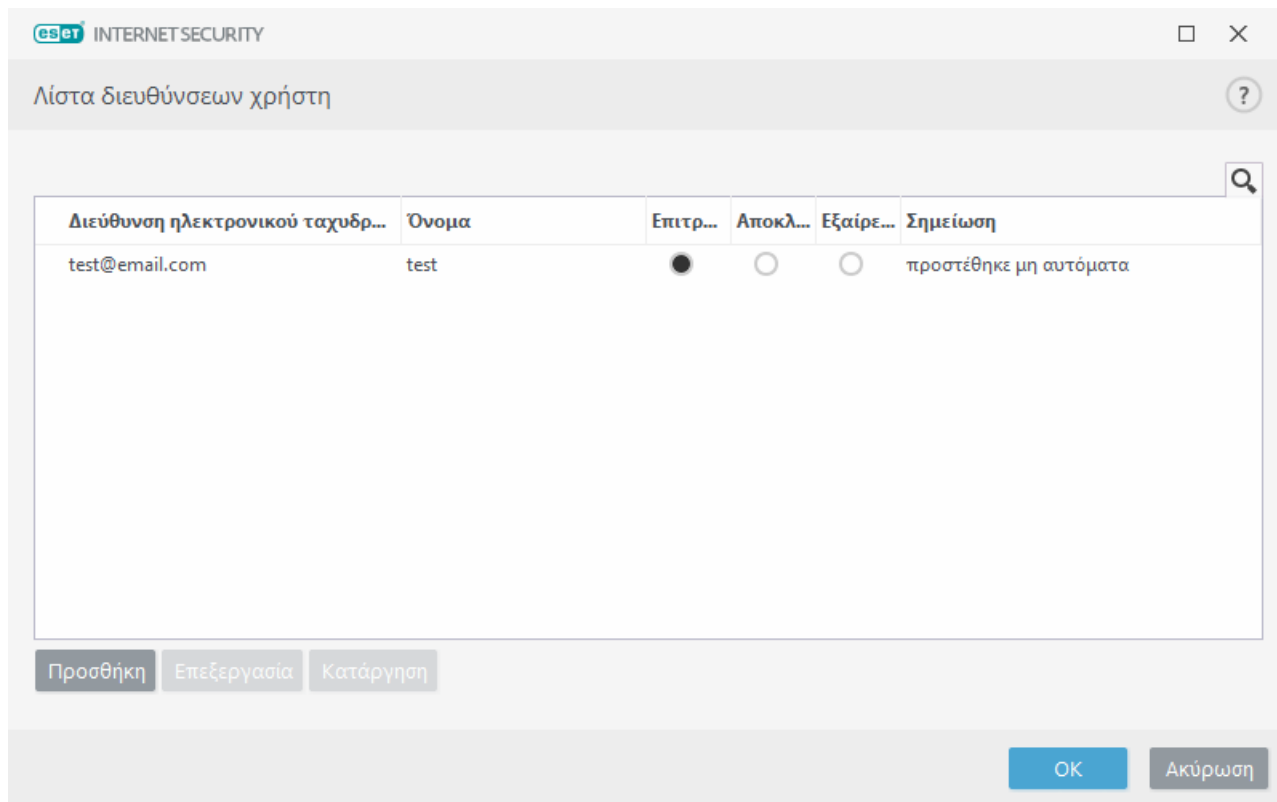 eseT INTERNET SECURITY
Λίστα διευθύνσεων χρήστη
?
Διεύθυνση ηλεκτρονικού ταχυδρ... Όνομα Επιτρ... Αποκλ... Εξαίρε... Σημείωση
test@email.com test προστέθηκε μη αυτόματα
Προσθήκη Επεξεργασία Κατάργηση
OK Ακύρωση